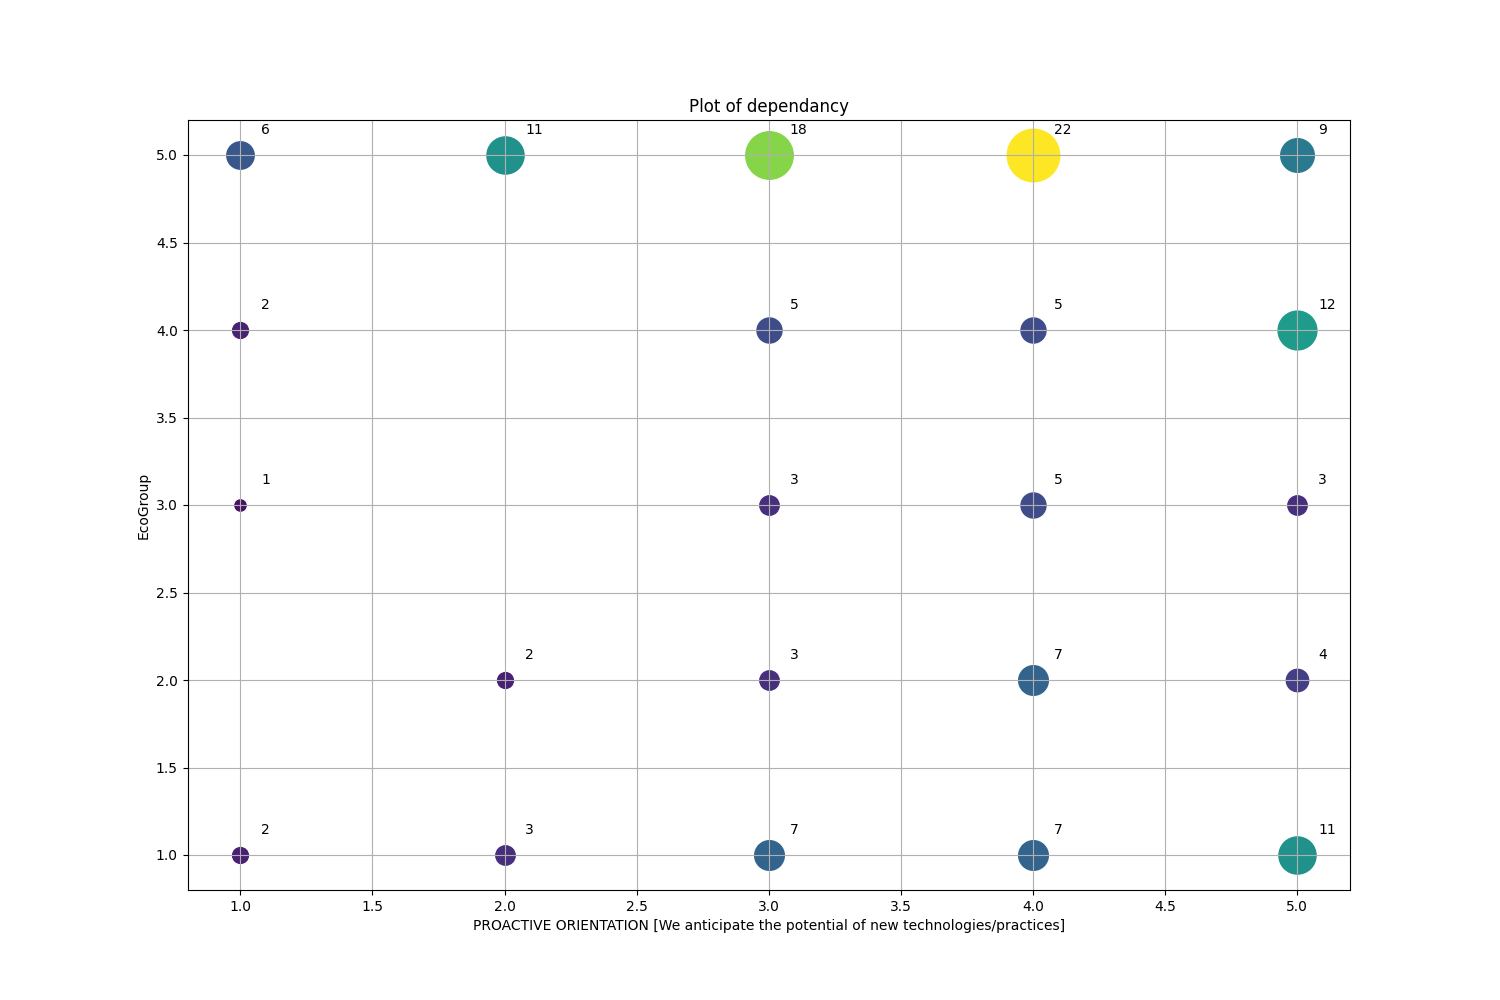 Plot of dependancy
6 11 18 22 9
5.0
4.5
2 5 5 12
4.0
3.5
1 3 5 3
3.0
EcoGroup
2.5
2 3 7 4
2.0
1.5
2 3 7 7 11
1.0
1.0 1.5 2.0 2.5 3.0 3.5 4.0 4.5 5.0
PROACTIVE ORIENTATION [We anticipate the potential of new technologies/practices]